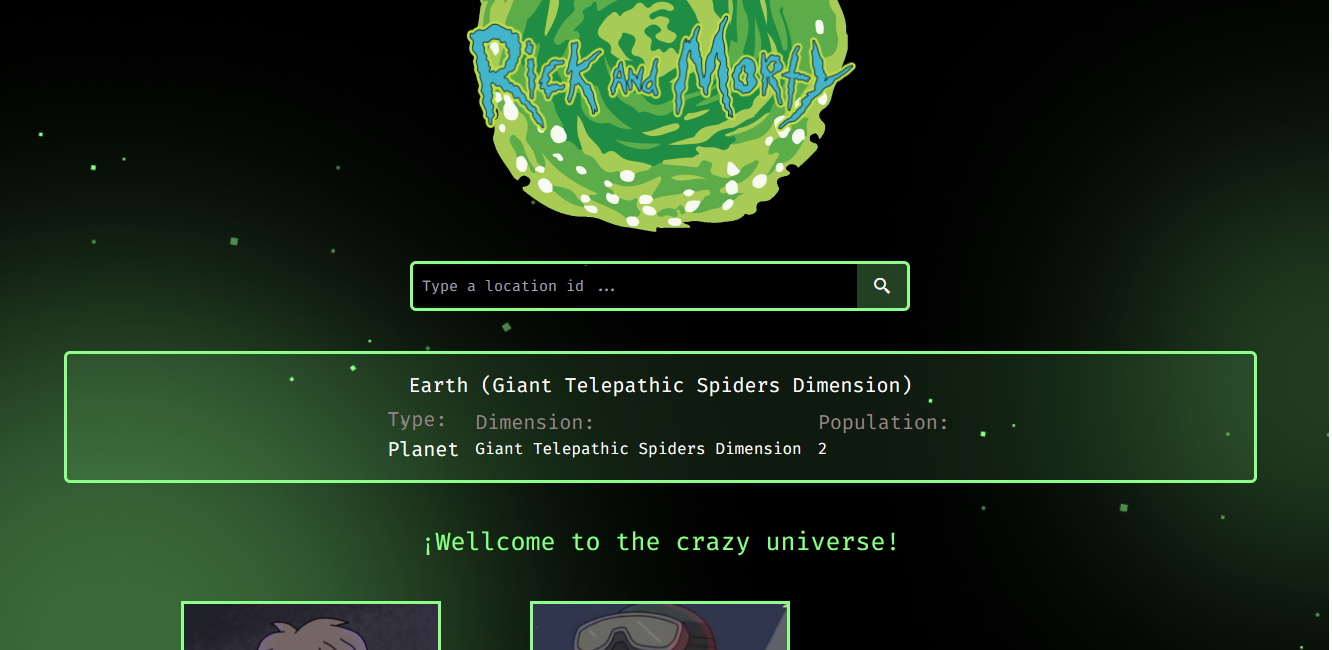 Rick and Morty
Type a location id ...
Earth (Giant Telepathic Spiders Dimension)
Type: Dimension: Population:
Planet Giant Telepathic Spiders Dimension 2
¡Wellcome to the crazy universe!